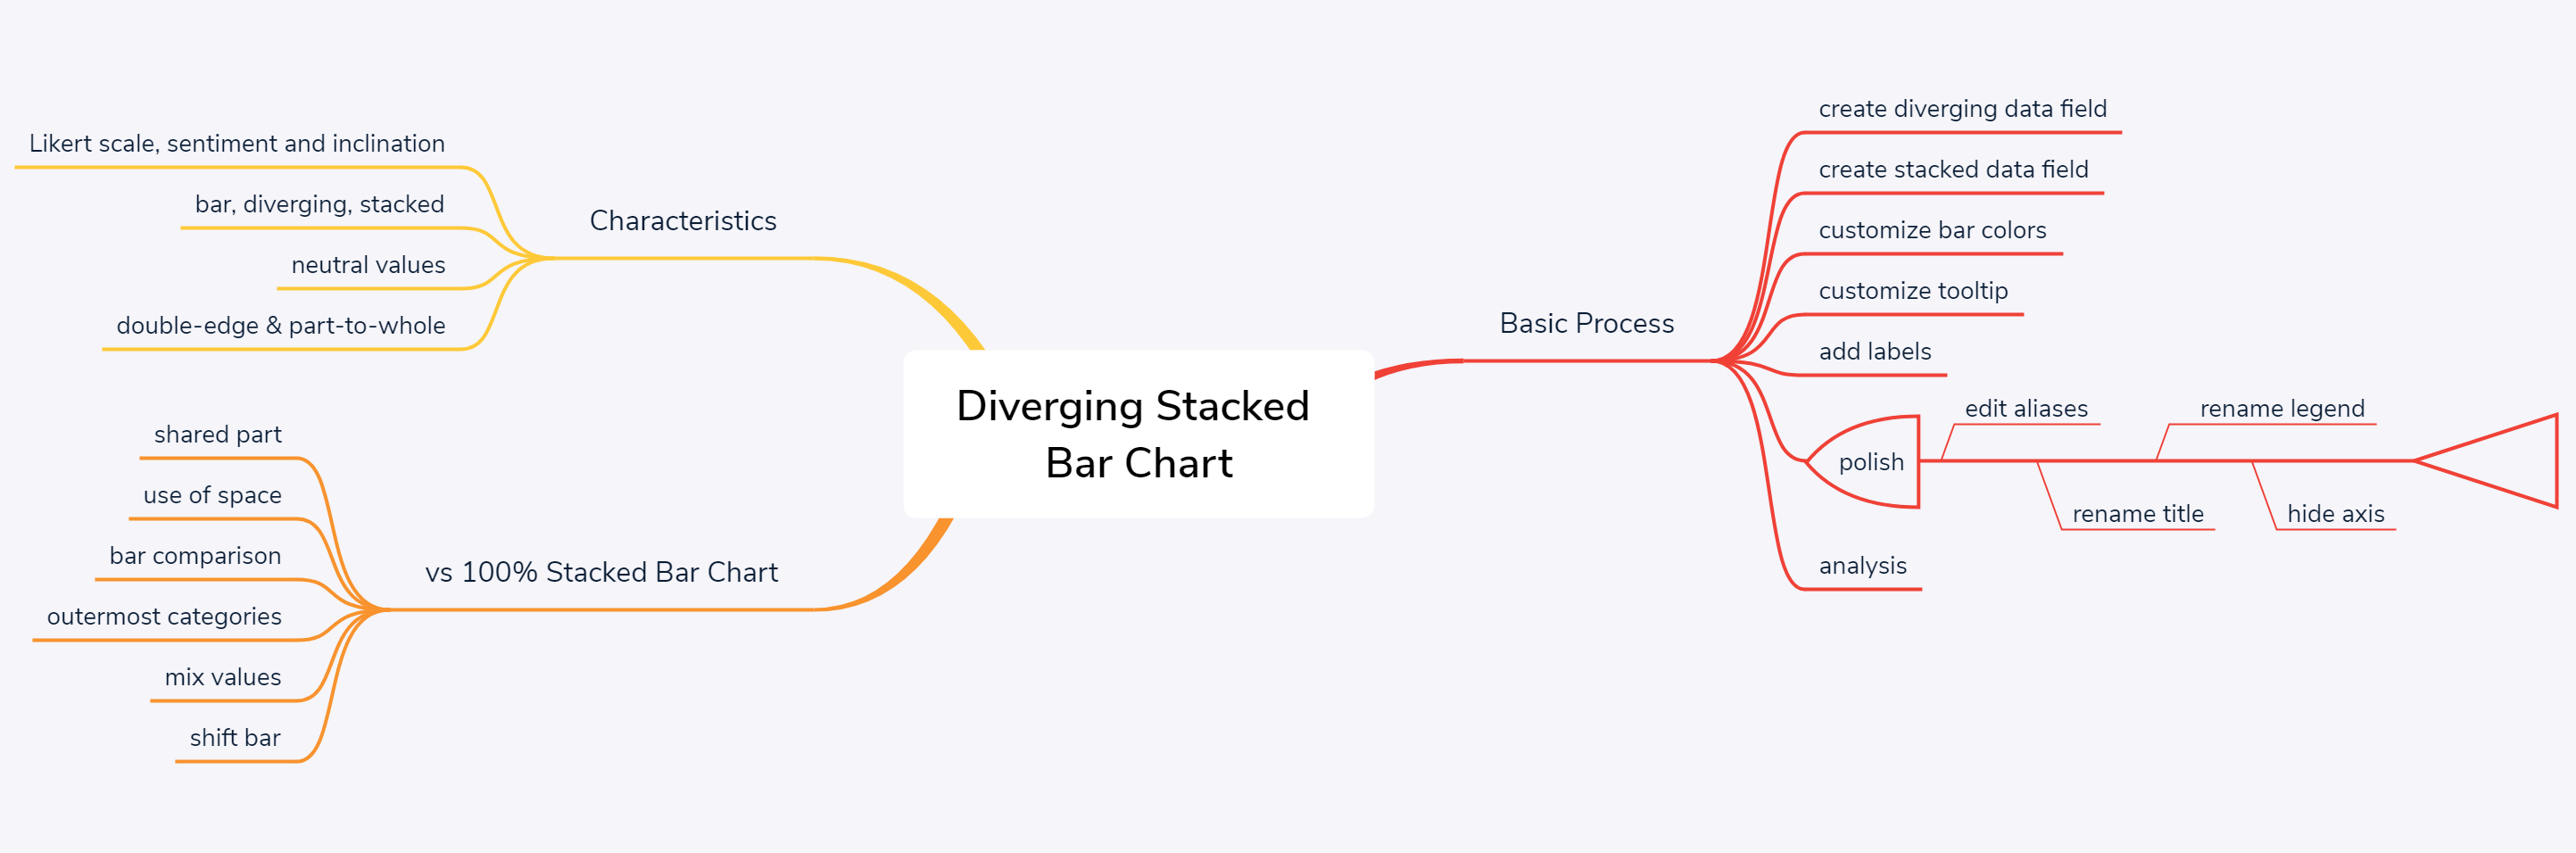 Diverging Stacked
Bar Chart
Characteristics
Likert scale, sentiment and inclination
bar, diverging, stacked
neutral values
double-edge & part-to-whole
vs 100% Stacked Bar Chart
shared part
use of space
bar comparison
outermost categories
mix values
shift bar
Basic Process
create diverging data field
create stacked data field
customize bar colors
customize tooltip
add labels
polish
edit aliases
rename title
rename legend
hide axis
analysis